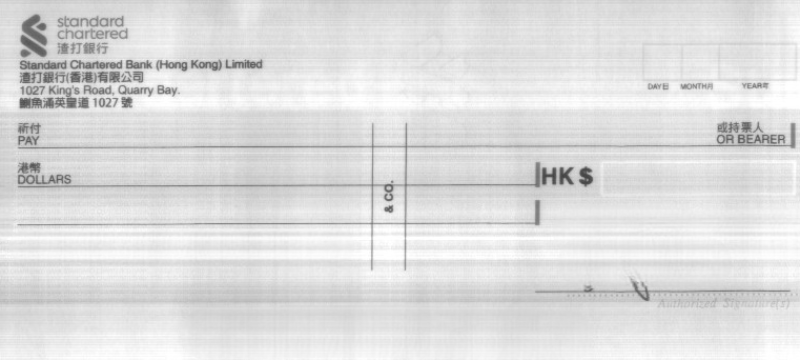 standard
chartered
渣打銀行
Standard Chartered Bank (Hong Kong) Limited
渣打銀行(香港)有限公司
1027 King's Road, Quarry Bay.
鰂魚涌英皇道 1027 號
DAY日 MONTH月 YEAR年
祈付
PAY
或持票人
OR BEARER
港幣
DOLLARS
HK $
& CO.
Authorized Signature(s)